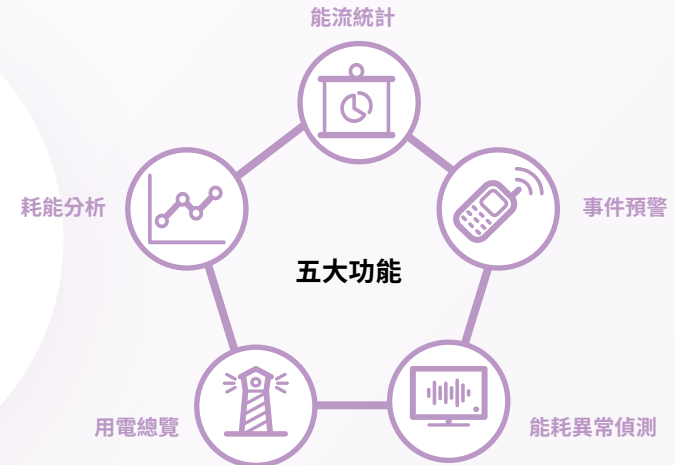 能流統計
耗能分析
事件預警
五大功能
用電總覽
能耗異常偵測